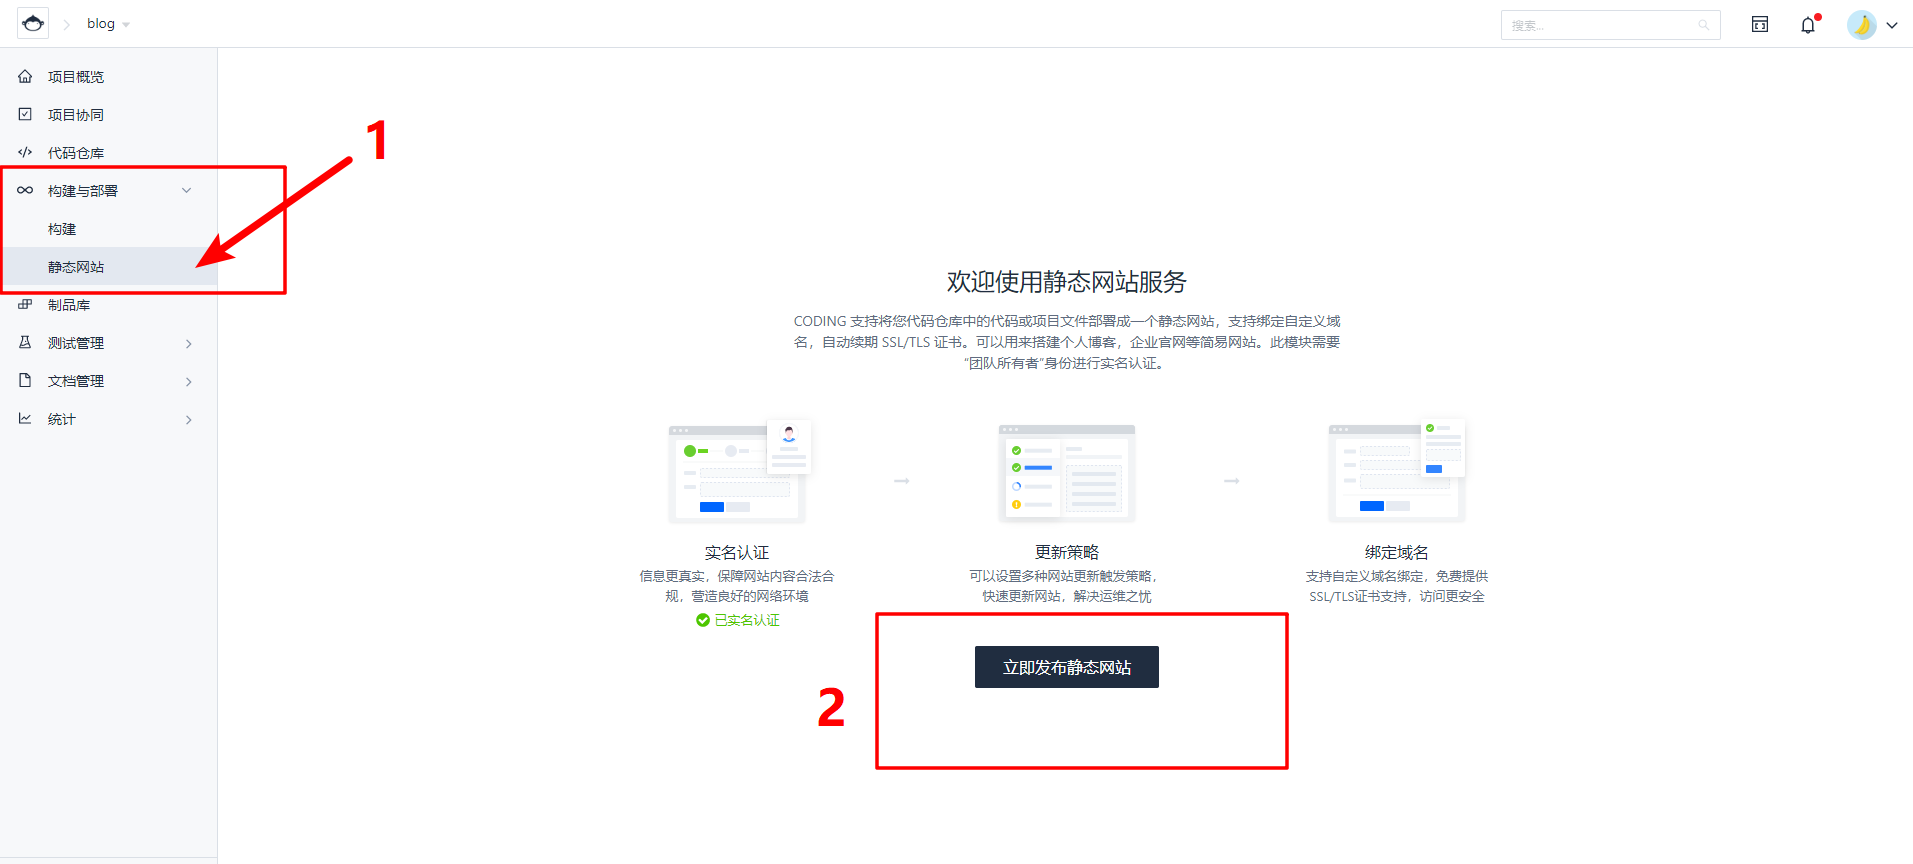 blog
搜索...
项目概览
项目协同
代码仓库
构建与部署
构建
静态网站
制品库
测试管理
文档管理
统计
1
欢迎使用静态网站服务
CODING 支持将您代码仓库中的代码或项目文件部署成一个静态网站，支持绑定自定义域
名，自动续期 SSL/TLS 证书。可以用来搭建个人博客，企业官网等简易网站。此模块需要
“团队所有者”身份进行实名认证。
实名认证
信息更真实，保障网站内容合法合
规，营造良好的网络环境
已实名认证
更新策略
可以设置多种网站更新触发策略，
快速更新网站，解决运维之忧
绑定域名
支持自定义域名绑定，免费提供
SSL/TLS证书支持，访问更安全
立即发布静态网站
2